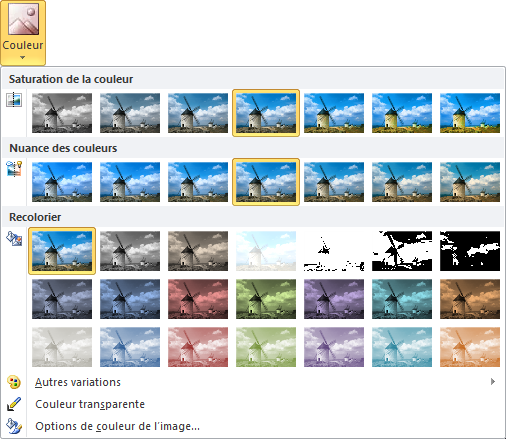 Couleur
Saturation de la couleur
Nuance des couleurs
Recolorier
Autres variations
Couleur transparente
Options de couleur de l'image...